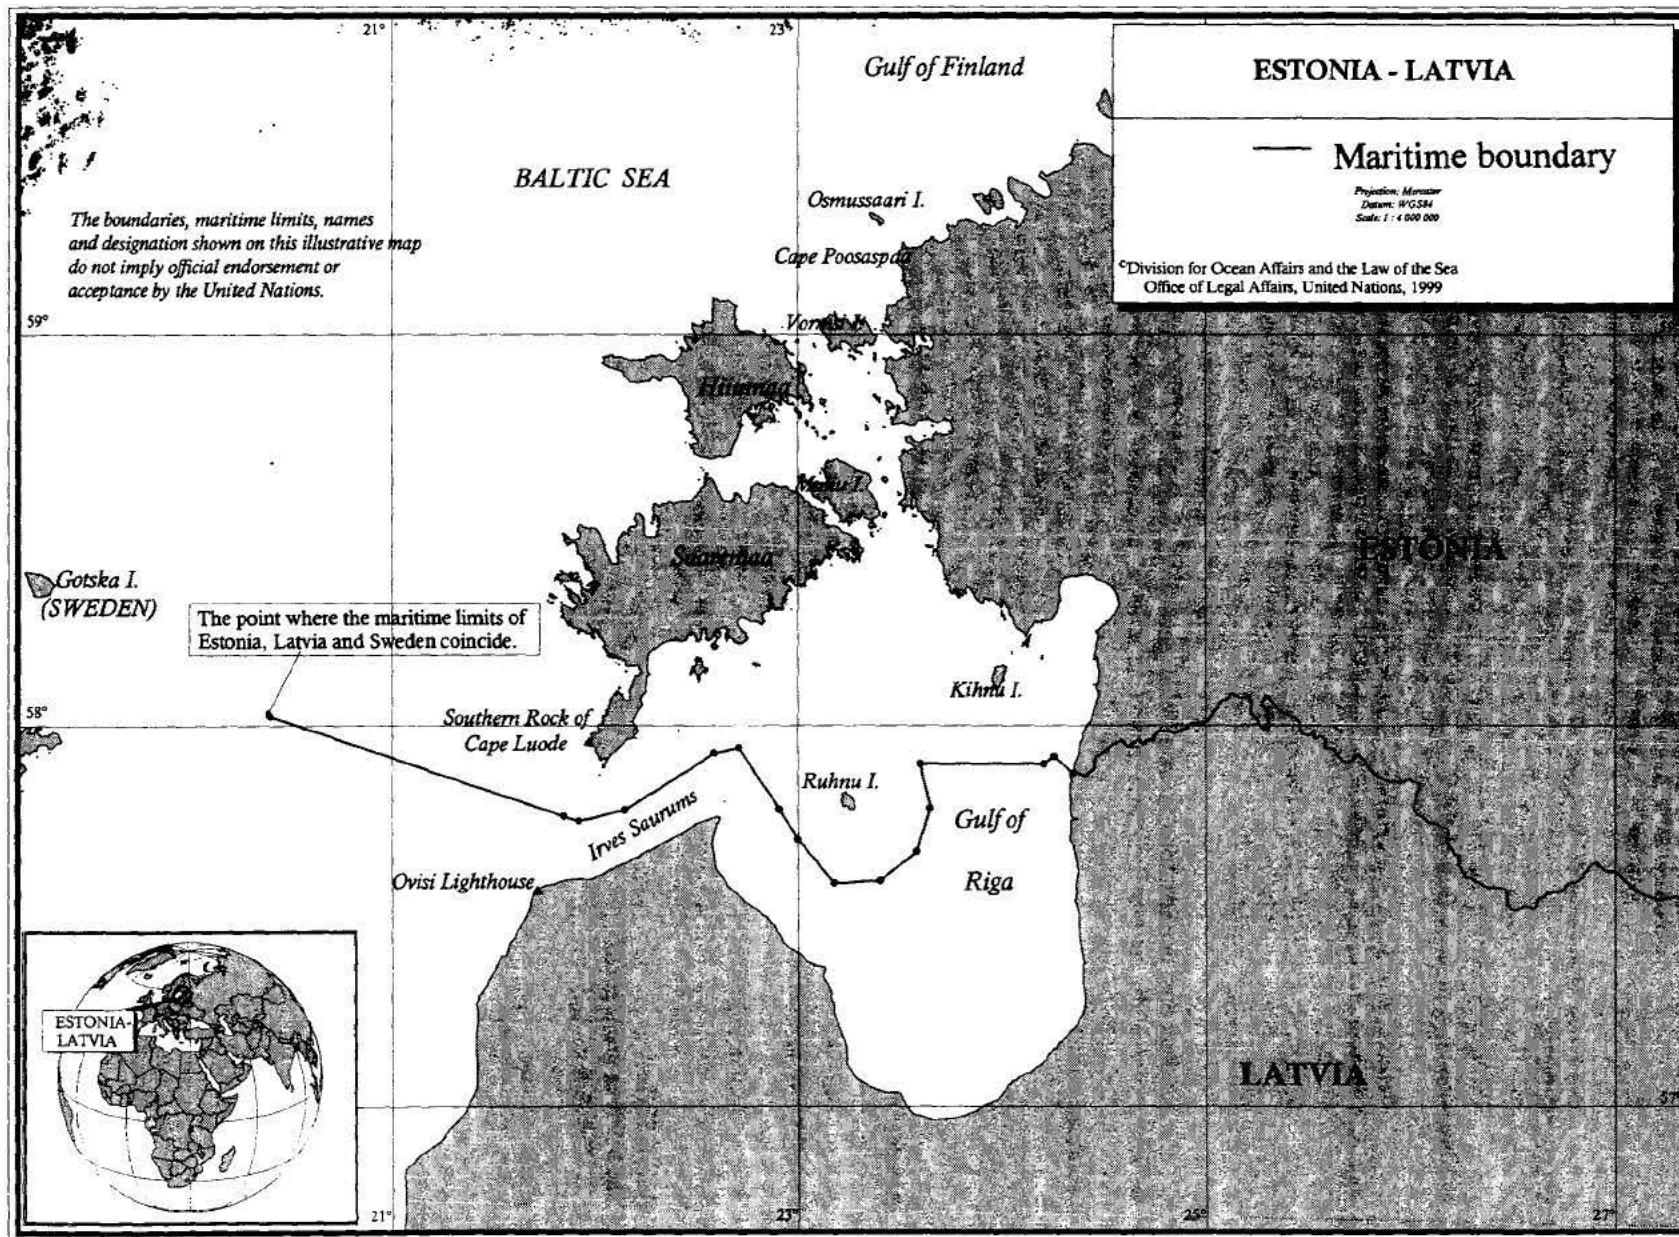 21°
23°
Gulf of Finland
ESTONIA - LATVIA
Maritime boundary
Projection: Mercator
Datum: WGS84
Scale: 1 : 4 000 000
©Division for Ocean Affairs and the Law of the Sea
Office of Legal Affairs, United Nations, 1999
BALTIC SEA
The boundaries, maritime limits, names
and designation shown on this illustrative map
do not imply official endorsement or
acceptance by the United Nations.
Osmussaari I.
Cape Poosaspaa
59°
Vormsi I.
Hiiumaa
Muhu I.
Saaremaa
ESTONIA
Gotska I.
(SWEDEN)
The point where the maritime limits of
Estonia, Latvia and Sweden coincide.
Kihnu I.
58°
Southern Rock of
Cape Luode
Ruhnu I.
Irves Saurums
Gulf of
Riga
Ovisi Lighthouse
ESTONIA-
LATVIA
LATVIA
57°
21°
23°
25°
27°